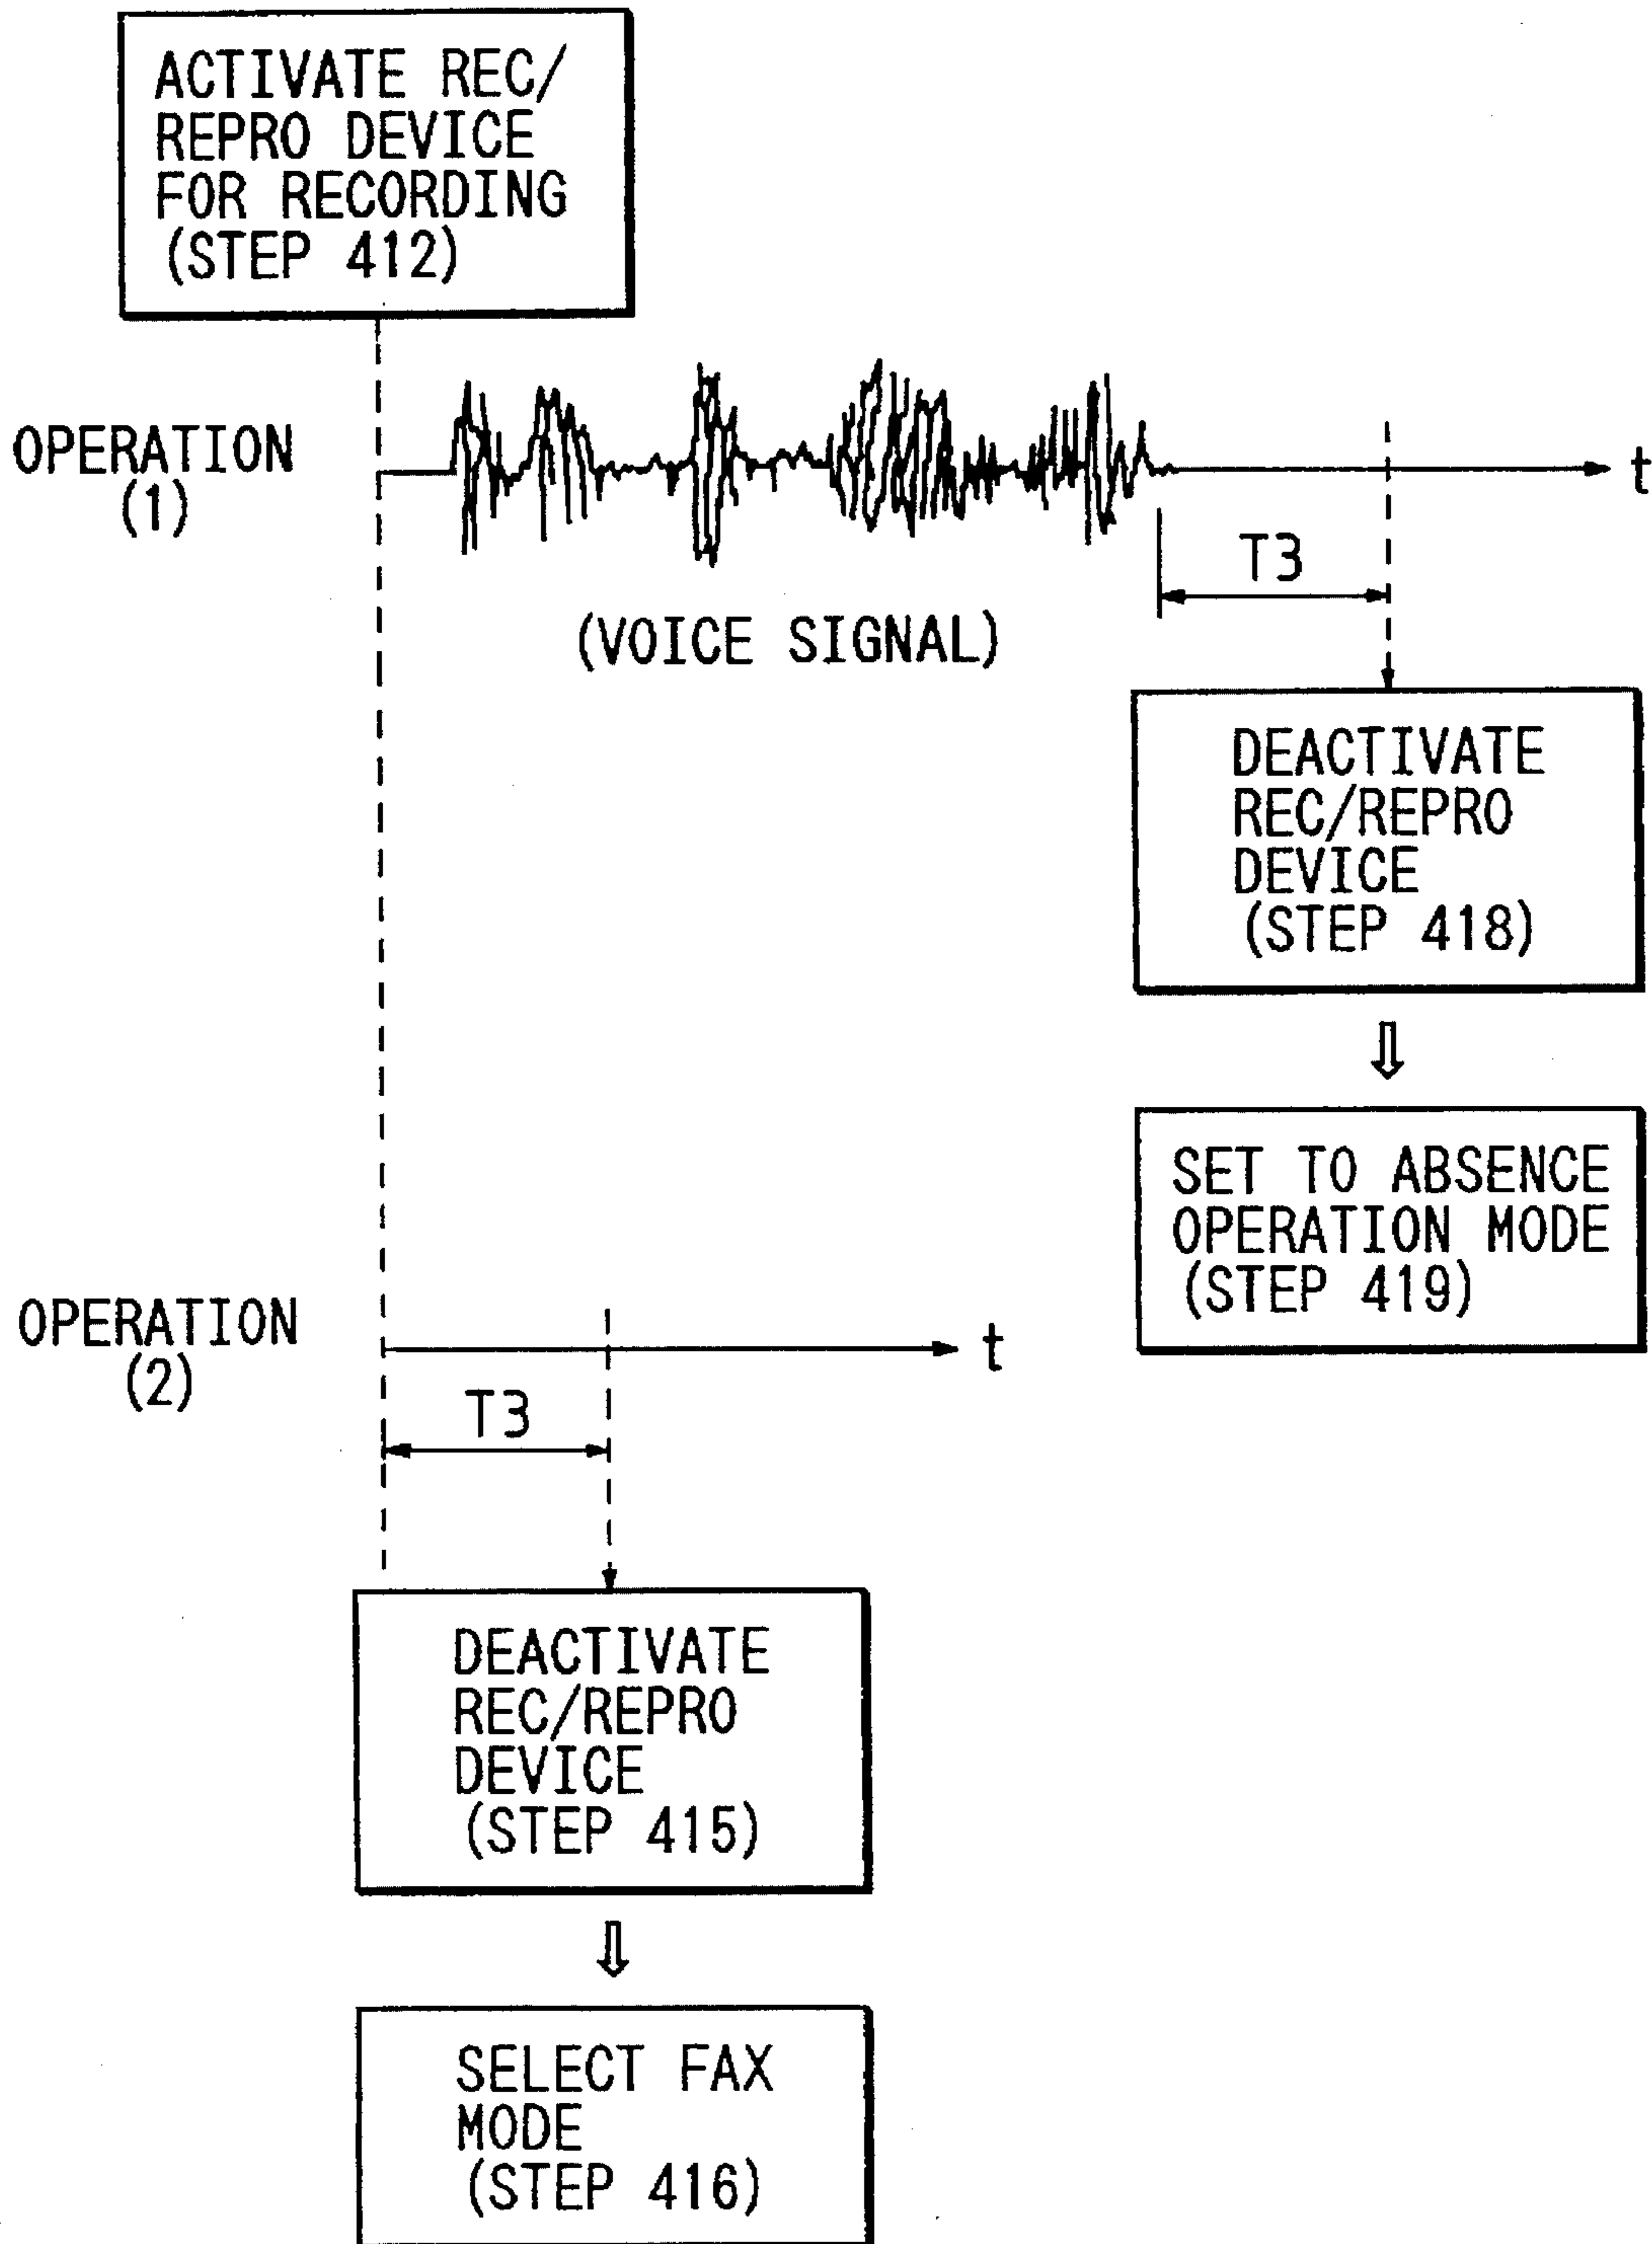 ACTIVATE REC/
REPRO DEVICE
FOR RECORDING
(STEP 412)
OPERATION
(1)
t
T3
(VOICE SIGNAL)
DEACTIVATE
REC/REPRO
DEVICE
(STEP 418)
⇩
SET TO ABSENCE
OPERATION MODE
(STEP 419)
OPERATION
(2)
t
T3
DEACTIVATE
REC/REPRO
DEVICE
(STEP 415)
⇩
SELECT FAX
MODE
(STEP 416)